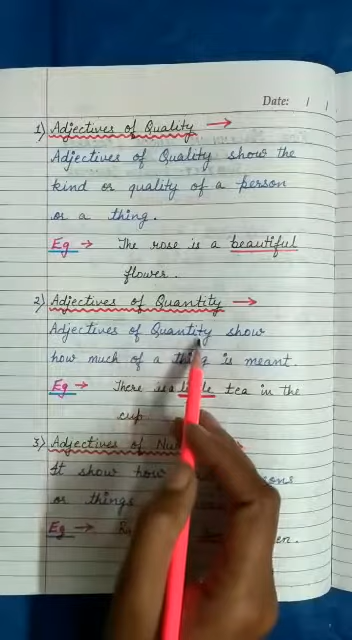 Date: / /
1) Adjectives of Quality →
Adjectives of Quality show the
kind or quality of a person
or a thing.
Eg → The rose is a beautiful
flower.
2) Adjectives of Quantity →
Adjectives of Quantity show
how much of a thing is meant.
Eg → There is a little tea in the
cup
3) Adjectives of
It show how
or things
Eg →